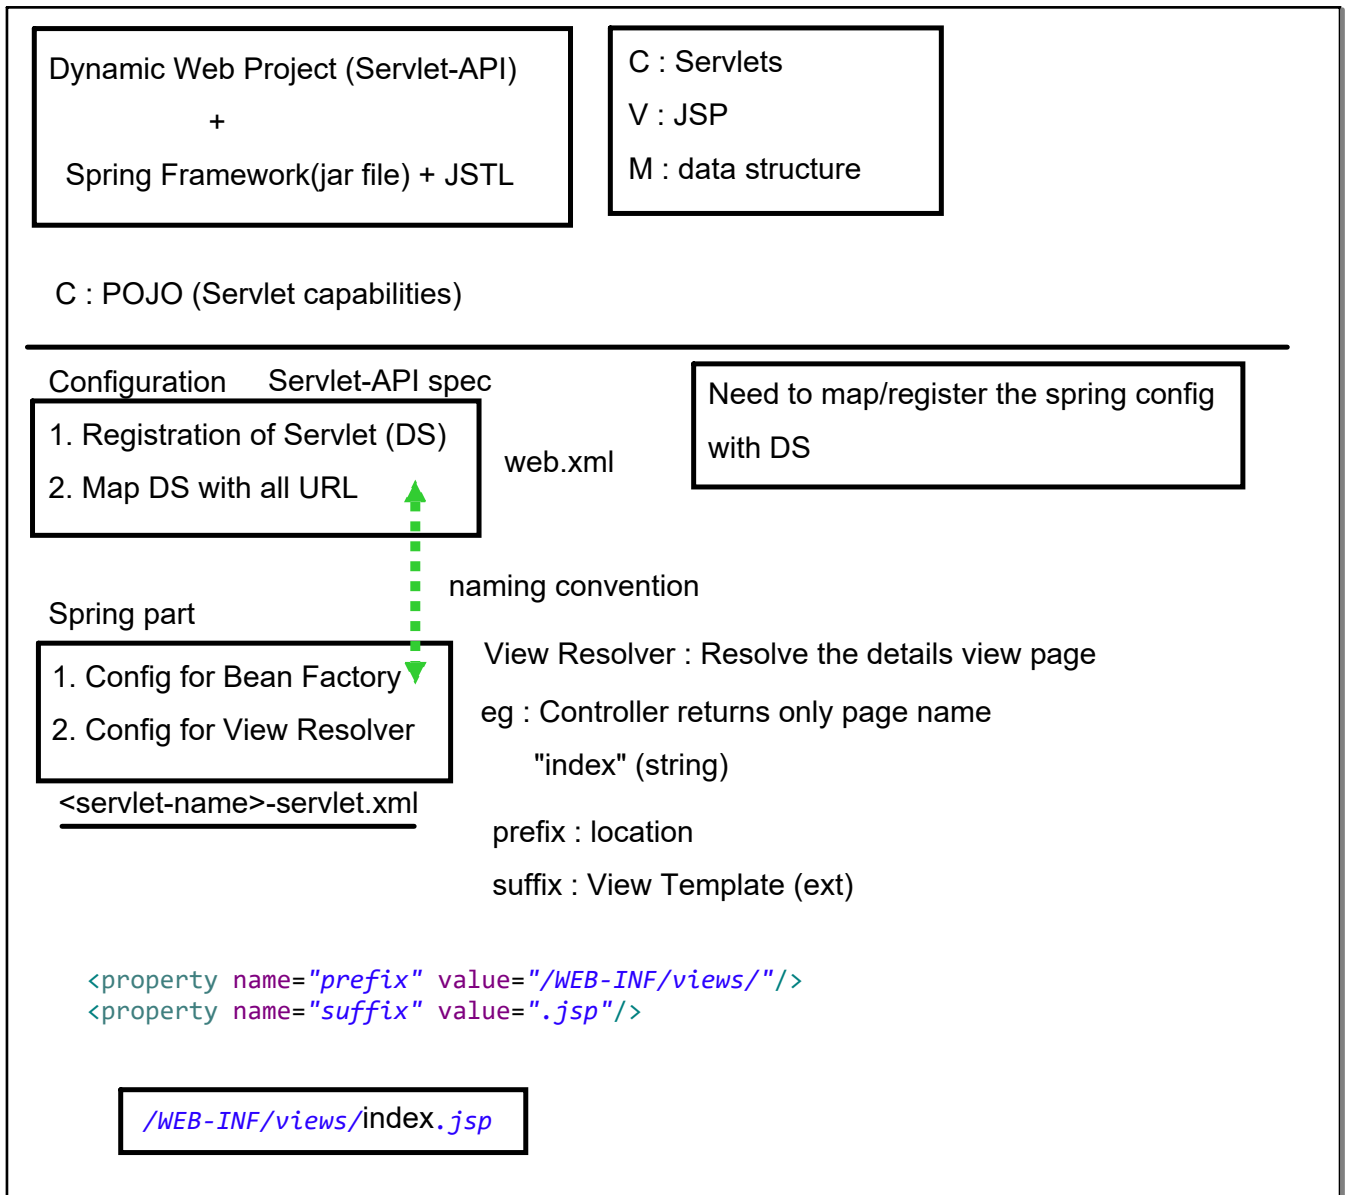 Dynamic Web Project (Servlet-API)
+
Spring Framework(jar file) + JSTL
C : Servlets
V : JSP
M : data structure
C : POJO (Servlet capabilities)
Configuration Servlet-API spec
1. Registration of Servlet (DS)
2. Map DS with all URL
web.xml
Need to map/register the spring config
with DS
naming convention
Spring part
1. Config for Bean Factory
2. Config for View Resolver
<servlet-name>-servlet.xml
View Resolver : Resolve the details view page
eg : Controller returns only page name
"index" (string)
prefix : location
suffix : View Template (ext)
<property name="prefix" value="/WEB-INF/views/"/>
<property name="suffix" value=".jsp"/>
/WEB-INF/views/index.jsp